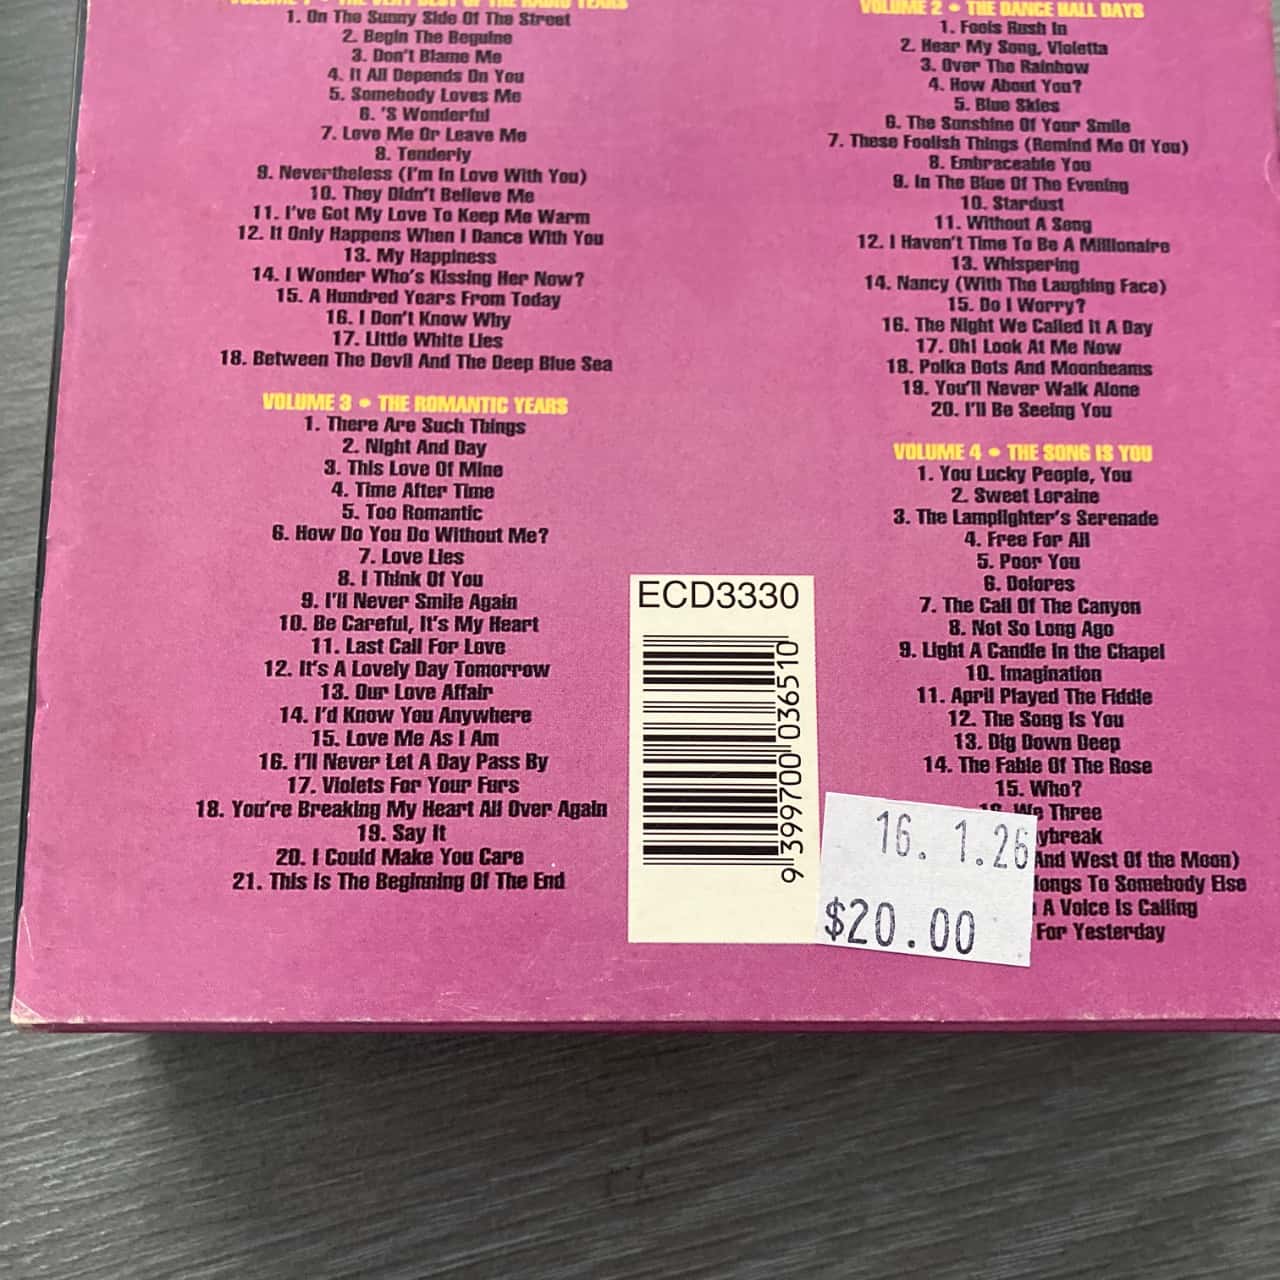 VOLUME 1 • THE VERY BEST OF THE RADIO YEARS
1. On The Sunny Side Of The Street
2. Begin The Beguine
3. Don't Blame Me
4. It All Depends On You
5. Somebody Loves Me
6. 'S Wonderful
7. Love Me Or Leave Me
8. Tenderly
9. Nevertheless (I'm In Love With You)
10. They Didn't Believe Me
11. I've Got My Love To Keep Me Warm
12. It Only Happens When I Dance With You
13. My Happiness
14. I Wonder Who's Kissing Her Now?
15. A Hundred Years From Today
16. I Don't Know Why
17. Little White Lies
18. Between The Devil And The Deep Blue Sea
VOLUME 3 • THE ROMANTIC YEARS
1. There Are Such Things
2. Night And Day
3. This Love Of Mine
4. Time After Time
5. Too Romantic
6. How Do You Do Without Me?
7. Love Lies
8. I Think Of You
9. I'll Never Smile Again
10. Be Careful, It's My Heart
11. Last Call For Love
12. It's A Lovely Day Tomorrow
13. Our Love Affair
14. I'd Know You Anywhere
15. Love Me As I Am
16. I'll Never Let A Day Pass By
17. Violets For Your Furs
18. You're Breaking My Heart All Over Again
19. Say It
20. I Could Make You Care
21. This Is The Beginning Of The End
VOLUME 2 • THE DANCE HALL DAYS
1. Fools Rush In
2. Hear My Song, Violetta
3. Over The Rainbow
4. How About You?
5. Blue Skies
6. The Sunshine Of Your Smile
7. These Foolish Things (Remind Me Of You)
8. Embraceable You
9. In The Blue Of The Evening
10. Stardust
11. Without A Song
12. I Haven't Time To Be A Millionaire
13. Whispering
14. Nancy (With The Laughing Face)
15. Do I Worry?
16. The Night We Called It A Day
17. Oh! Look At Me Now
18. Polka Dots And Moonbeams
19. You'll Never Walk Alone
20. I'll Be Seeing You
VOLUME 4 • THE SONG IS YOU
1. You Lucky People, You
2. Sweet Loraine
3. The Lamplighter's Serenade
4. Free For All
5. Poor You
6. Dolores
7. The Call Of The Canyon
8. Not So Long Ago
9. Light A Candle In the Chapel
10. Imagination
11. April Played The Fiddle
12. The Song Is You
13. Dig Down Deep
14. The Fable Of The Rose
15. Who?
16. We Three
ybreak
And West Of the Moon)
longs To Somebody Else
A Voice Is Calling
For Yesterday
ECD3330
9 399700 036510
16. 1.26
$20.00